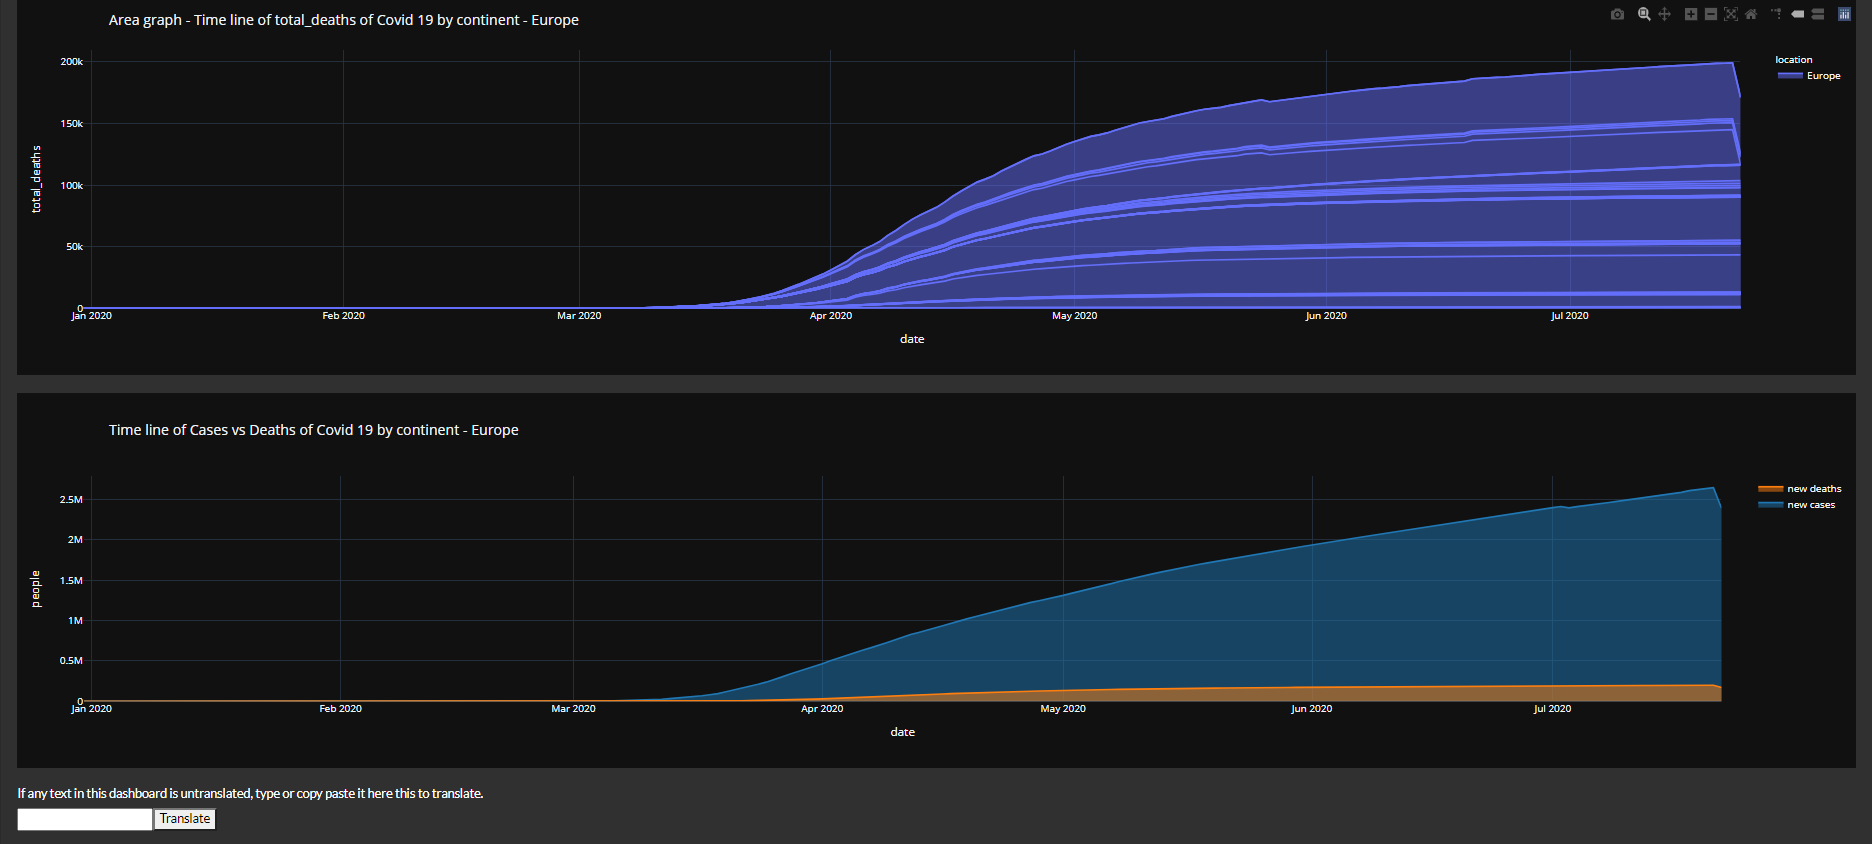 Area graph - Time line of total_deaths of Covid 19 by continent - Europe
location
Europe
200k
150k
100k
50k
0
total_deaths
Jan 2020
Feb 2020
Mar 2020
Apr 2020
May 2020
Jun 2020
Jul 2020
date
Time line of Cases vs Deaths of Covid 19 by continent - Europe
new deaths
new cases
2.5M
2M
1.5M
1M
0.5M
0
people
Jan 2020
Feb 2020
Mar 2020
Apr 2020
May 2020
Jun 2020
Jul 2020
date
If any text in this dashboard is untranslated, type or copy paste it here this to translate.
Translate